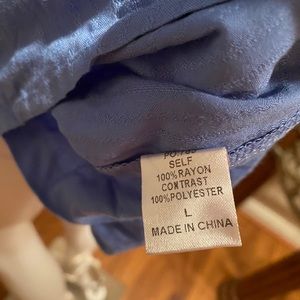 SELF
100%RAYON
CONTRAST
100%POLYESTER
L
MADE IN CHINA